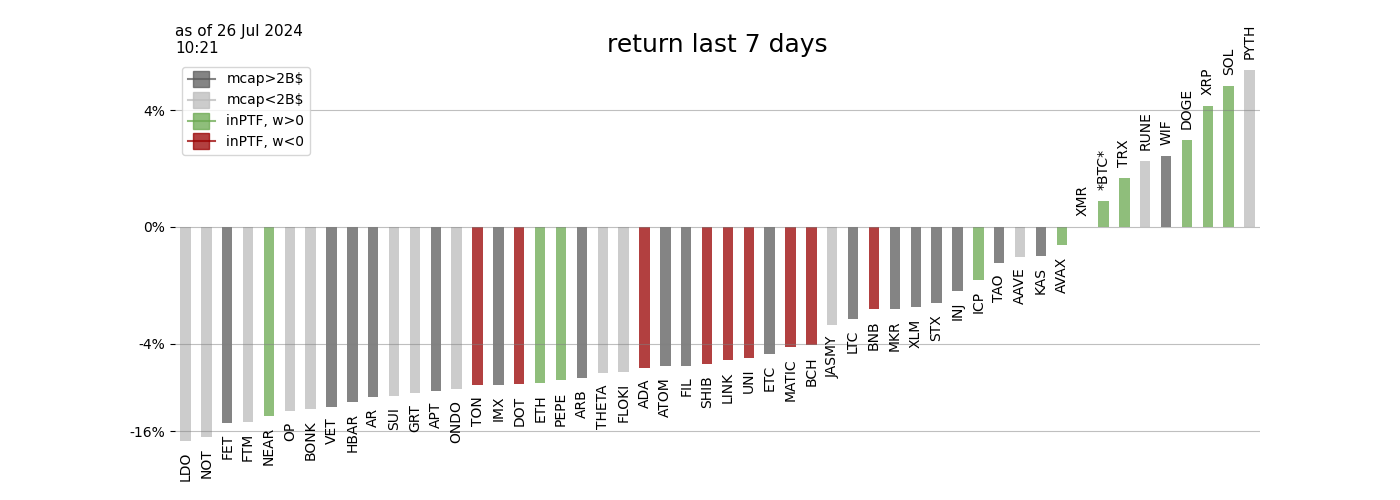 as of 26 Jul 2024
10:21
return last 7 days
mcap>2B$
mcap<2B$
inPTF, w>0
inPTF, w<0
4%
0%
-4%
-16%
LDO
NOT
FET
FTM
NEAR
OP
BONK
VET
HBAR
AR
SUI
GRT
APT
ONDO
TON
IMX
DOT
ETH
PEPE
ARB
THETA
FLOKI
ADA
ATOM
FIL
SHIB
LINK
UNI
ETC
MATIC
BCH
JASMY
LTC
BNB
MKR
XLM
STX
INJ
ICP
TAO
AAVE
KAS
AVAX
XMR
*BTC*
TRX
RUNE
WIF
DOGE
XRP
SOL
PYTH